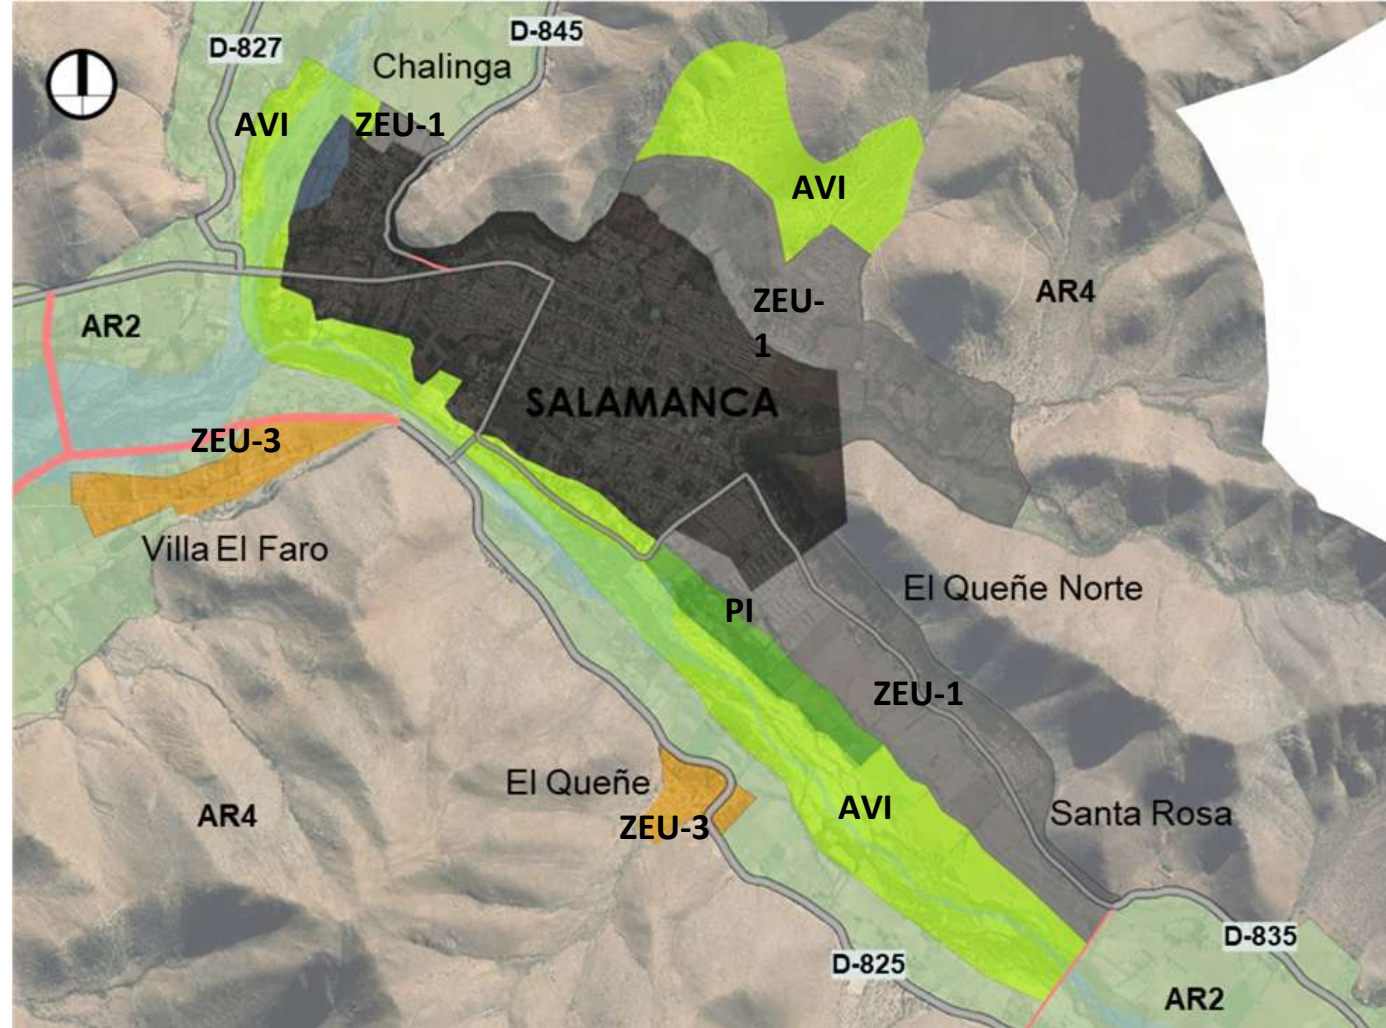 D-845
D-827
Chalinga
AVI
ZEU-1
AVI
ZEU-
1
AR4
AR2
SALAMANCA
ZEU-3
Villa El Faro
El Queñe Norte
PI
ZEU-1
El Queñe
ZEU-3
AVI
Santa Rosa
AR4
D-835
D-825
AR2